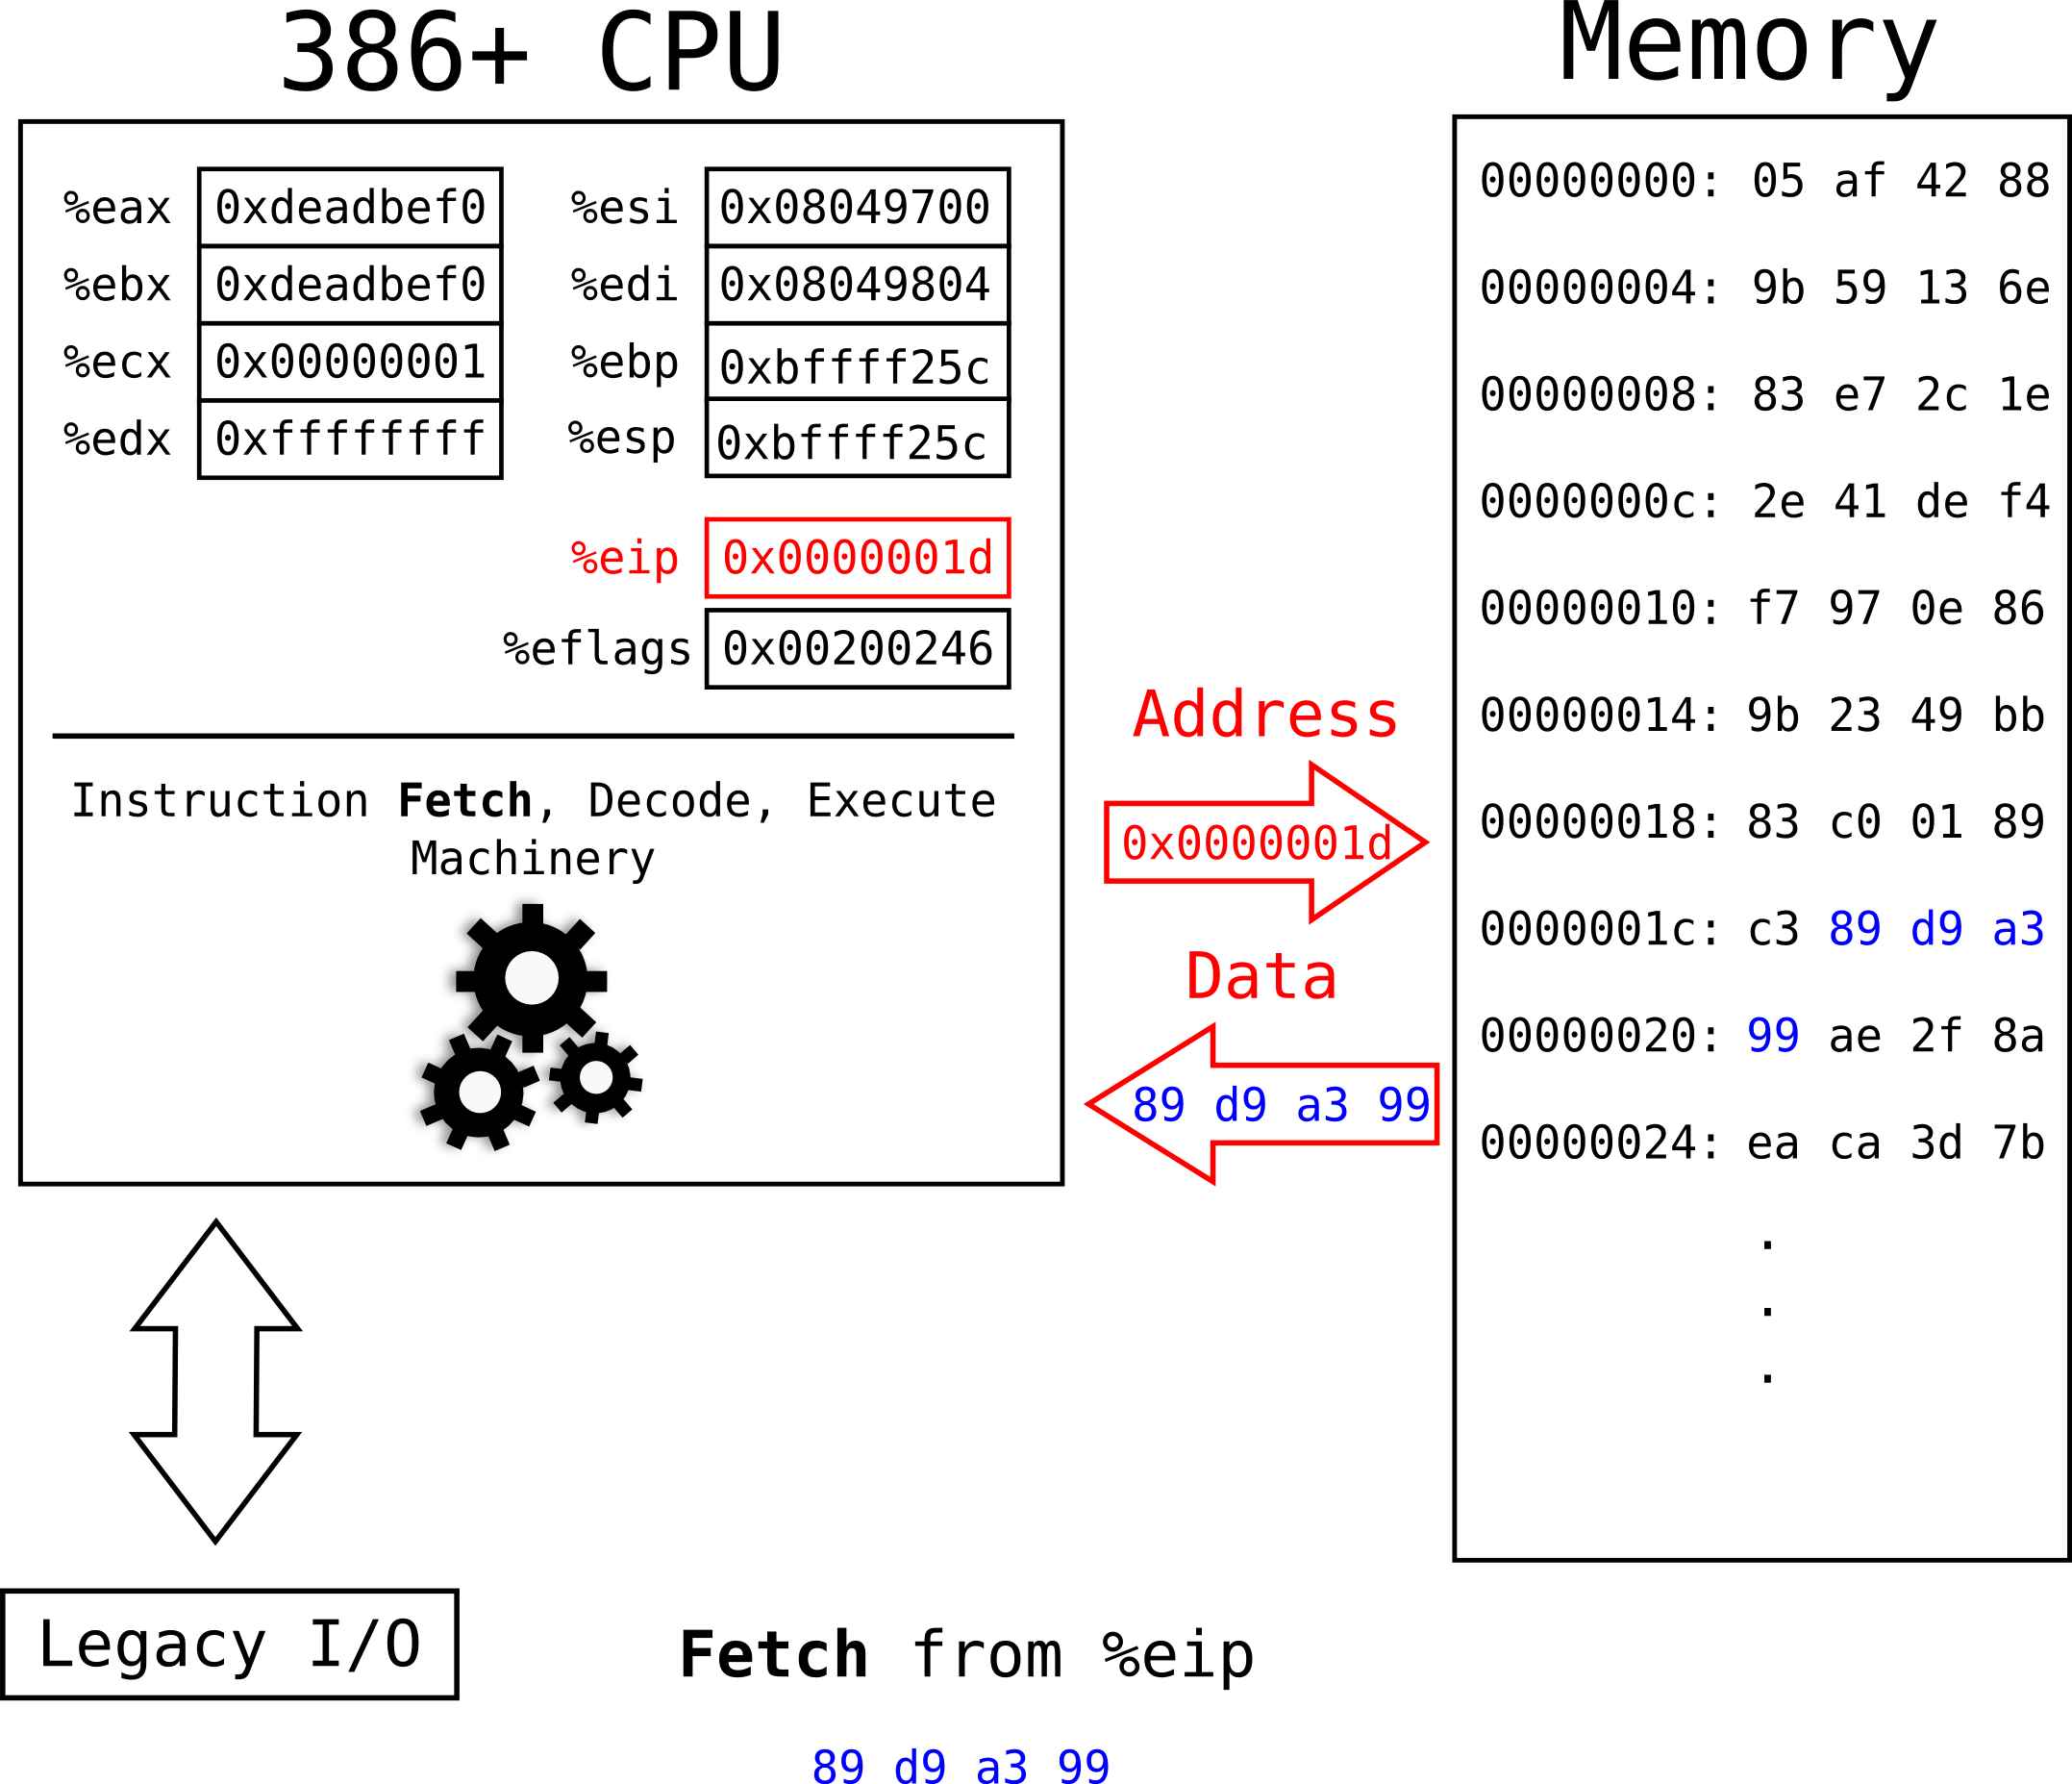 386+ CPU
%eax 0xdeadbef0 %esi 0x08049700
%ebx 0xdeadbef0 %edi 0x08049804
%ecx 0x00000001 %ebp 0xbffff25c
%edx 0xffffffff %esp 0xbffff25c
%eip 0x0000001d
%eflags 0x00200246
Instruction Fetch, Decode, Execute
Machinery
Address
0x0000001d
Data
89 d9 a3 99
Memory
00000000: 05 af 42 88
00000004: 9b 59 13 6e
00000008: 83 e7 2c 1e
0000000c: 2e 41 de f4
00000010: f7 97 0e 86
00000014: 9b 23 49 bb
00000018: 83 c0 01 89
0000001c: c3 89 d9 a3
00000020: 99 ae 2f 8a
00000024: ea ca 3d 7b
.
.
.
Legacy I/O
Fetch from %eip
89 d9 a3 99